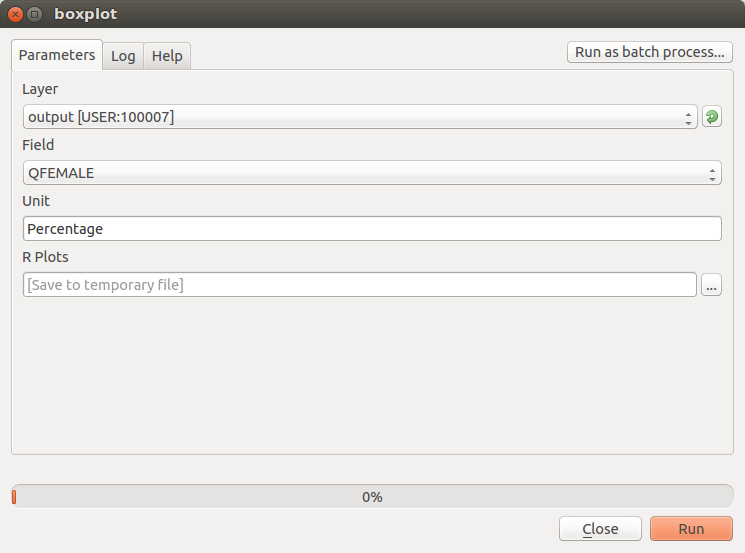 boxplot
Parameters Log Help Run as batch process...
Layer
output [USER:100007]
Field
QFEMALE
Unit
Percentage
R Plots
[Save to temporary file] ...
0%
Close Run